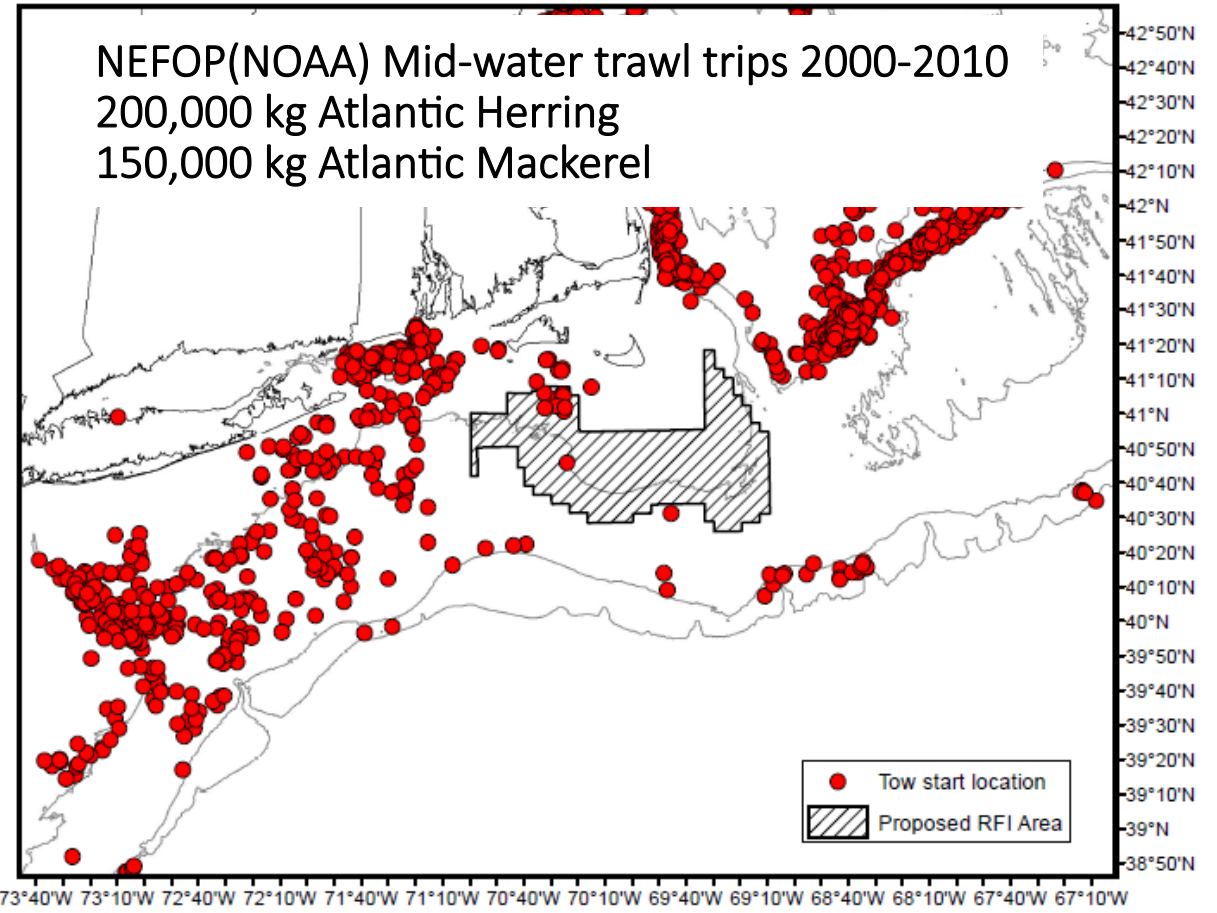 NEFOP(NOAA) Mid-water trawl trips 2000-2010
200,000 kg Atlantic Herring
150,000 kg Atlantic Mackerel
42°50'N
42°40'N
42°30'N
42°20'N
42°10'N
42°N
41°50'N
41°40'N
41°30'N
41°20'N
41°10'N
41°N
40°50'N
40°40'N
40°30'N
40°20'N
40°10'N
40°N
39°50'N
39°40'N
39°30'N
39°20'N
39°10'N
39°N
38°50'N
Tow start location
Proposed RFI Area
73°40'W 73°10'W 72°40'W 72°10'W 71°40'W 71°10'W 70°40'W 70°10'W 69°40'W 69°10'W 68°40'W 68°10'W 67°40'W 67°10'W